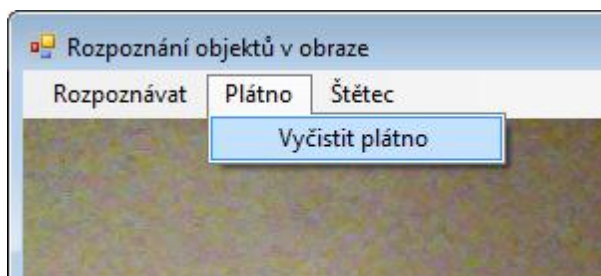 Rozpoznání objektů v obraze
Rozpoznávat Plátno Štětec
Vyčistit plátno